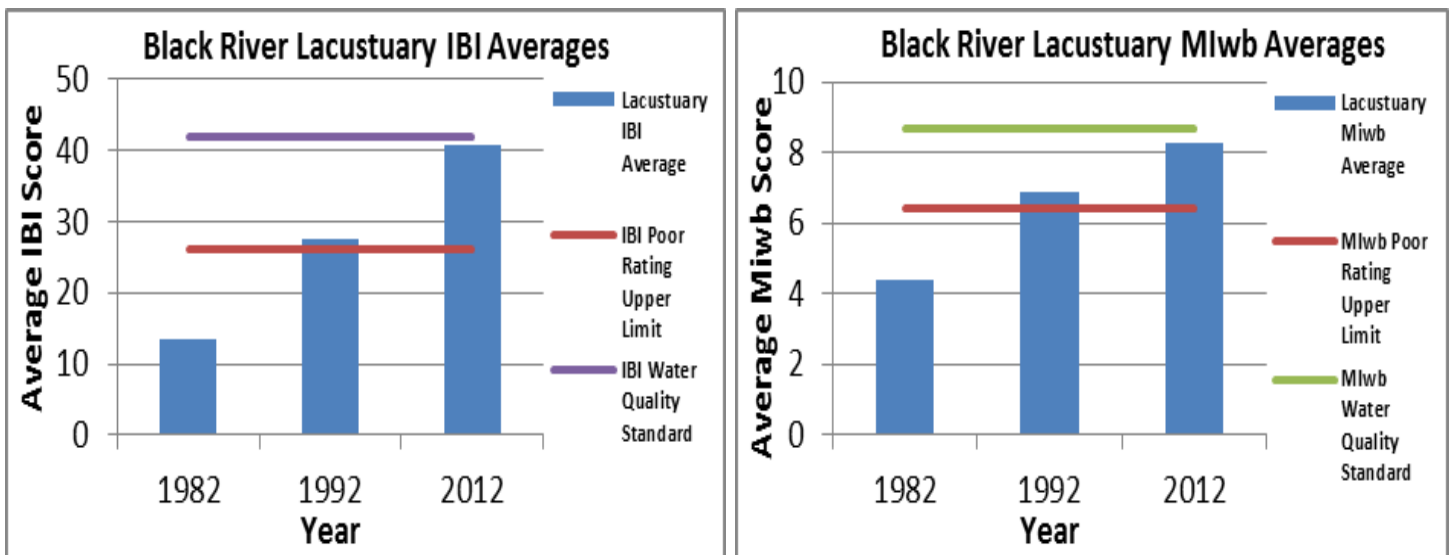 Black River Lacustuary IBI Averages
50
40
30
20
10
0
Average IBI Score
1982
1992
2012
Year
Lacustuary
IBI
Average
IBI Poor
Rating
Upper
Limit
IBI Water
Quality
Standard
Black River Lacustuary MIwb Averages
10
8
6
4
2
0
Average Miwb Score
1982
1992
2012
Year
Lacustuary
Miwb
Average
MIwb Poor
Rating
Upper
Limit
MIwb
Water
Quality
Standard